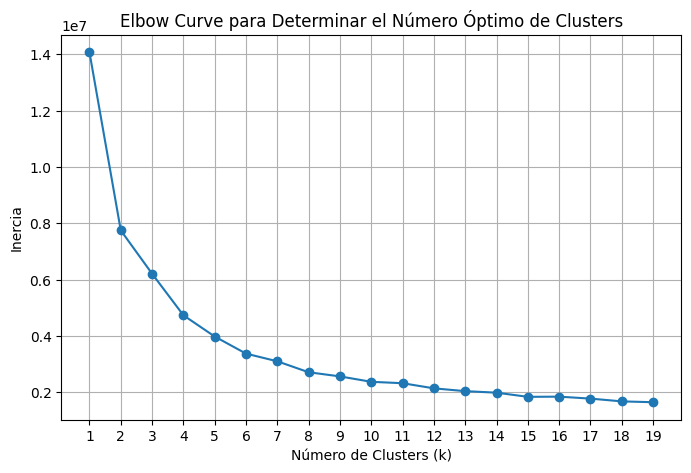 Elbow Curve para Determinar el Número Óptimo de Clusters
1e7
1.4
1.2
1.0
0.8
0.6
0.4
0.2
Inercia
1 2 3 4 5 6 7 8 9 10 11 12 13 14 15 16 17 18 19
Número de Clusters (k)